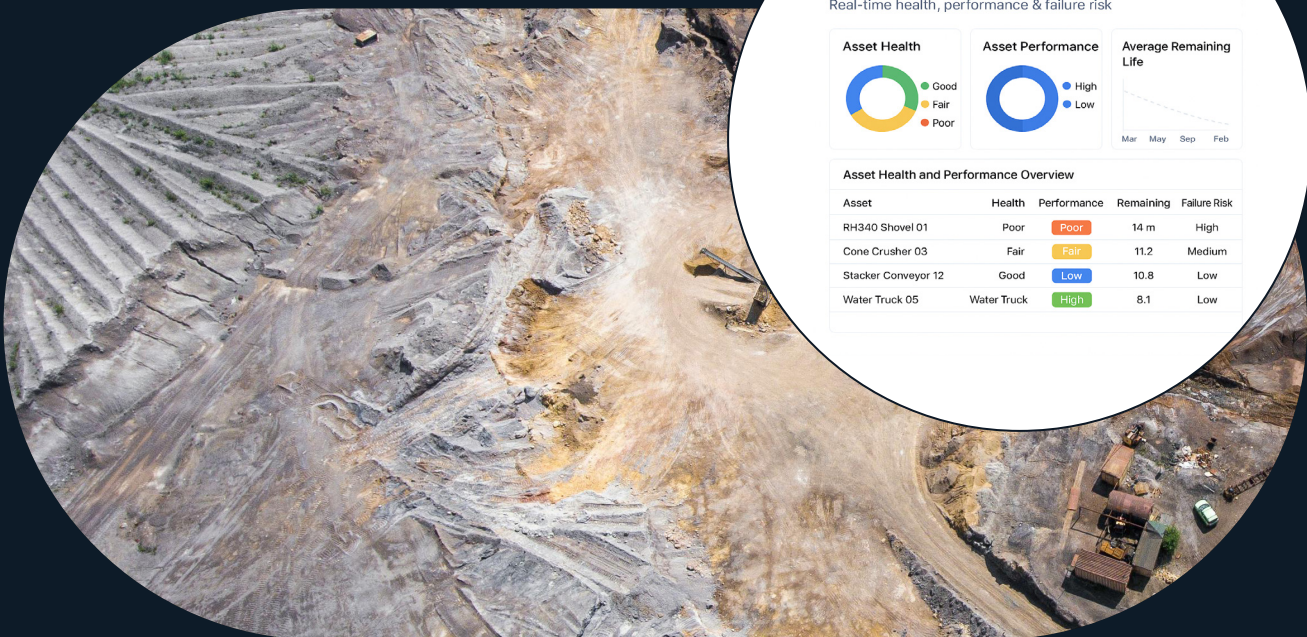 Real-time health, performance & failure risk
Asset Health
Good
Fair
Poor
Asset Performance
High
Low
Average Remaining
Life
Mar May Sep Feb
Asset Health and Performance Overview
Asset Health Performance Remaining Failure Risk
RH340 Shovel 01 Poor Poor 14 m High
Cone Crusher 03 Fair Fair 11.2 Medium
Stacker Conveyor 12 Good Low 10.8 Low
Water Truck 05 Water Truck High 8.1 Low